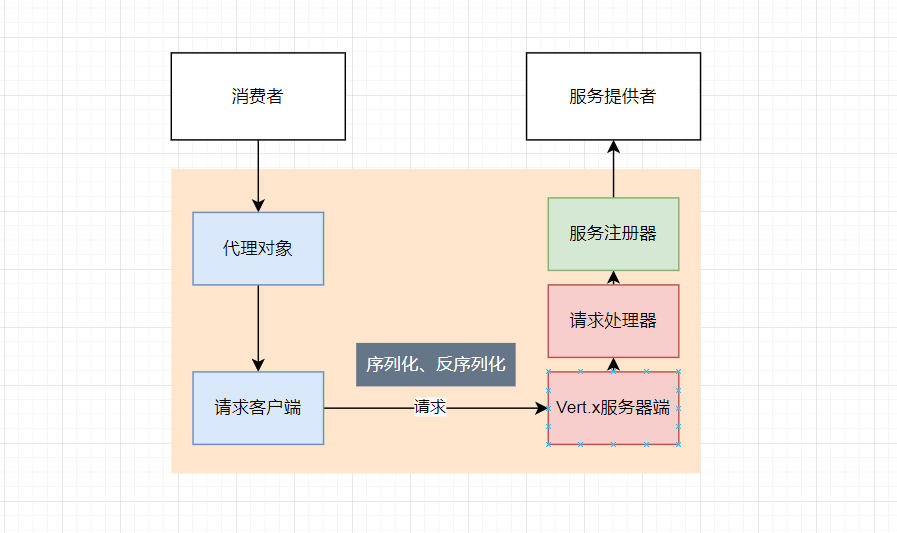 消费者
服务提供者
代理对象
服务注册器
请求处理器
序列化、反序列化
请求客户端
请求
Vert.x服务器端